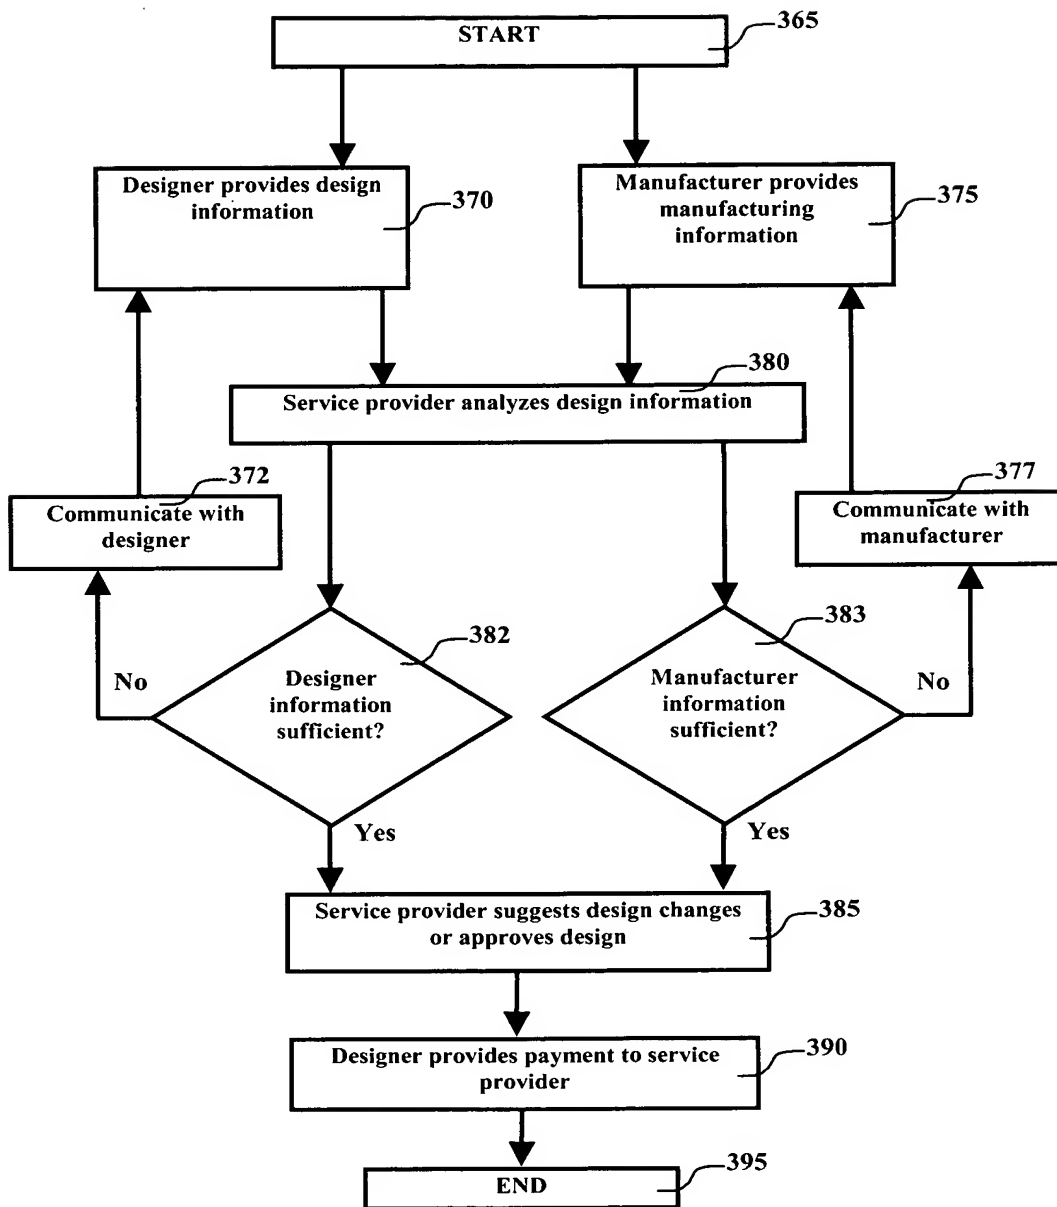 START
365
Designer provides design
information
370
Manufacturer provides
manufacturing
information
375
380
Service provider analyzes design information
372
Communicate with
designer
377
Communicate with
manufacturer
382
Designer
information
sufficient?
No
383
Manufacturer
information
sufficient?
No
Yes
Yes
Service provider suggests design changes
or approves design
385
Designer provides payment to service
provider
390
END
395